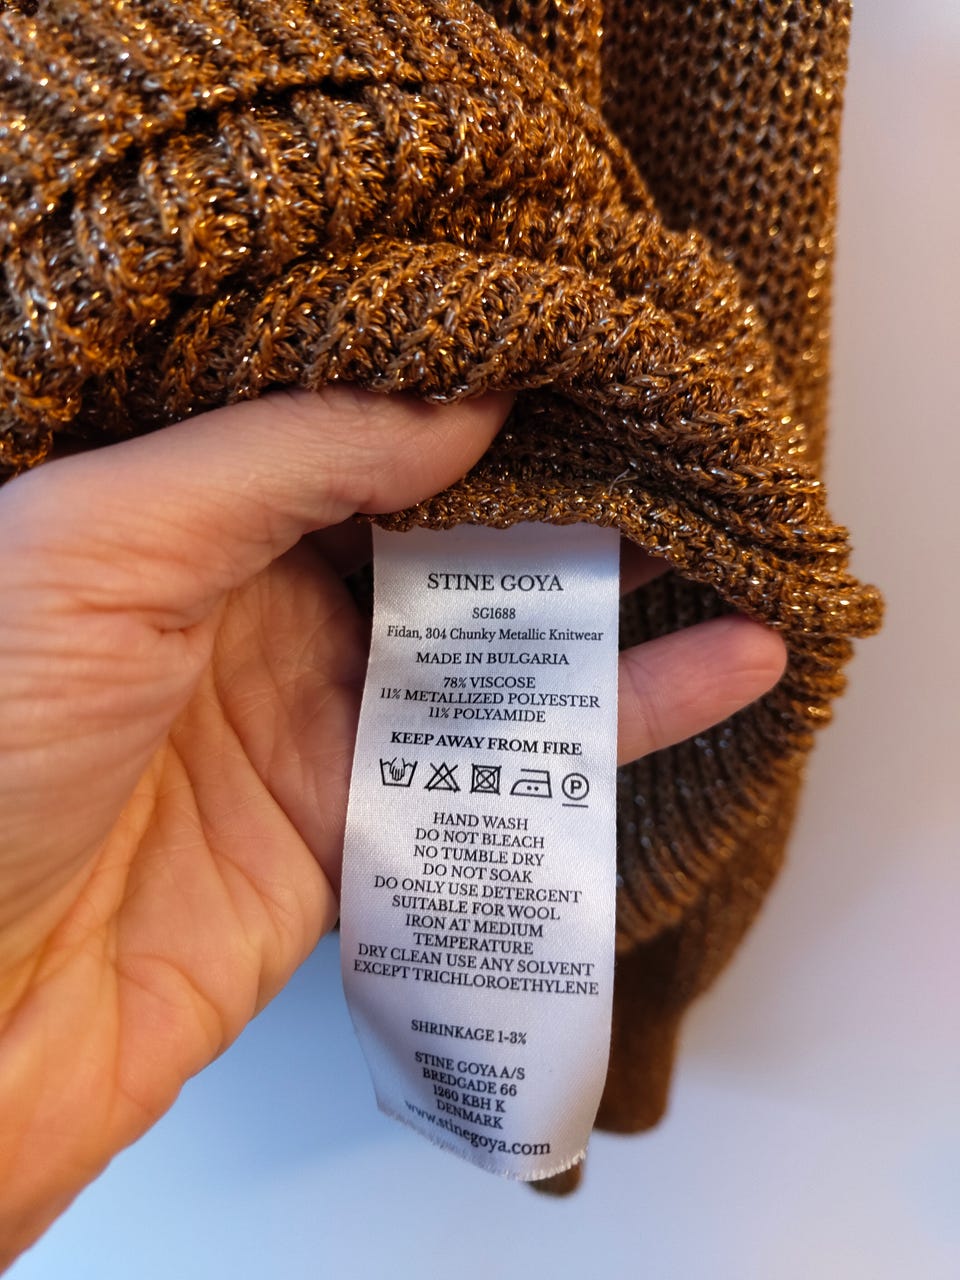 STINE GOYA
SG1688
Fidan, 304 Chunky Metallic Knitwear
MADE IN BULGARIA
78% VISCOSE
11% METALLIZED POLYESTER
11% POLYAMIDE
KEEP AWAY FROM FIRE
P
HAND WASH
DO NOT BLEACH
NO TUMBLE DRY
DO NOT SOAK
DO ONLY USE DETERGENT
SUITABLE FOR WOOL
IRON AT MEDIUM
TEMPERATURE
DRY CLEAN USE ANY SOLVENT
EXCEPT TRICHLOROETHYLENE
SHRINKAGE 1-3%
STINE GOYA A/S
BREDGADE 66
1260 KBH K
DENMARK
www.stinegoya.com